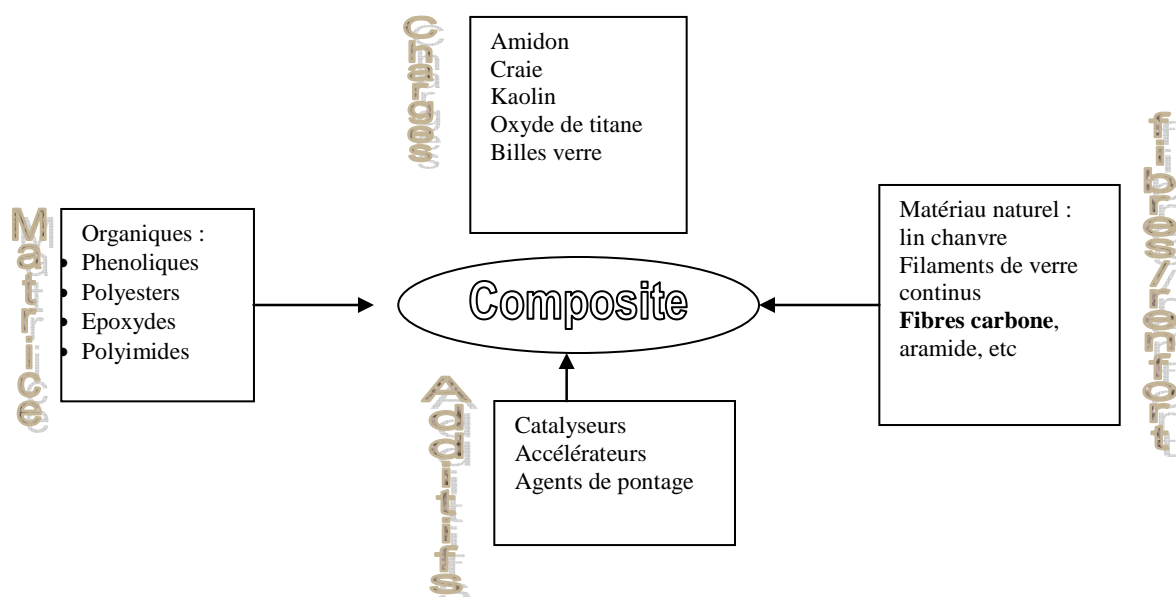 Charges
Amidon
Craie
Kaolin
Oxyde de titane
Billes verre
Matrice
Organiques :
• Phenoliques
• Polyesters
• Epoxydes
• Polyimides
Composite
fibres/renfort
Matériau naturel :
lin chanvre
Filaments de verre
continus
Fibres carbone,
aramide, etc
Additifs
Catalyseurs
Accélérateurs
Agents de pontage